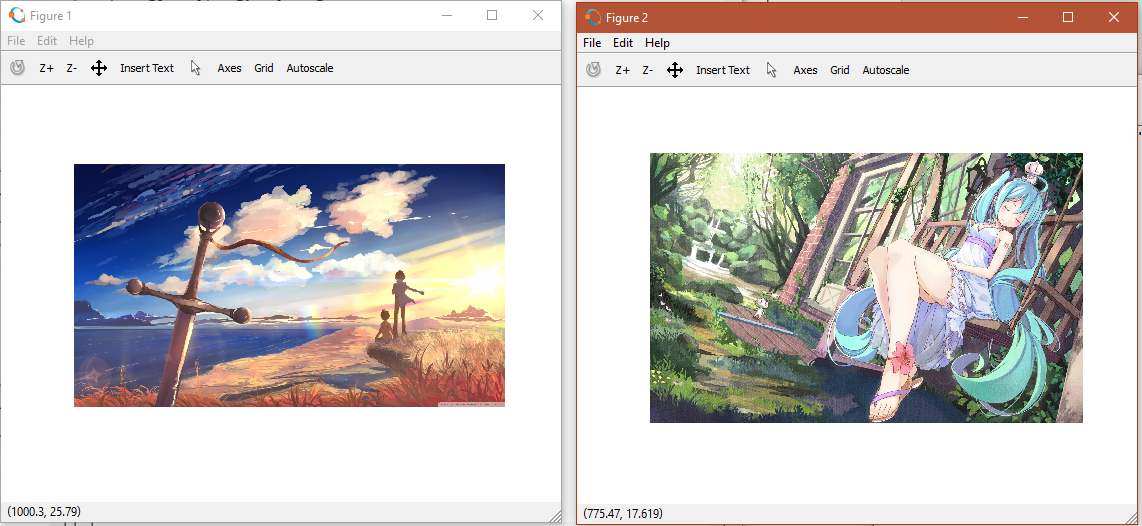 Figure 1
File Edit Help
Z+ Z- Insert Text Axes Grid Autoscale
(1000.3, 25.79)
Figure 2
File Edit Help
Z+ Z- Insert Text Axes Grid Autoscale
(775.47, 17.619)